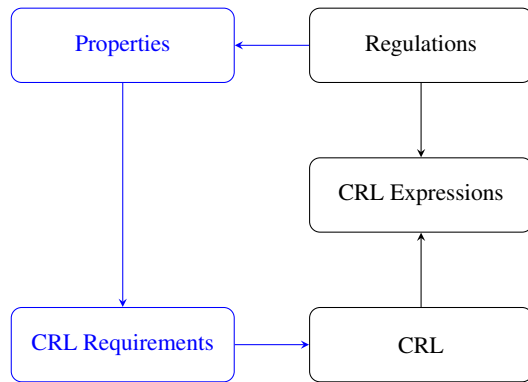 Properties
Regulations
CRL Expressions
CRL Requirements
CRL